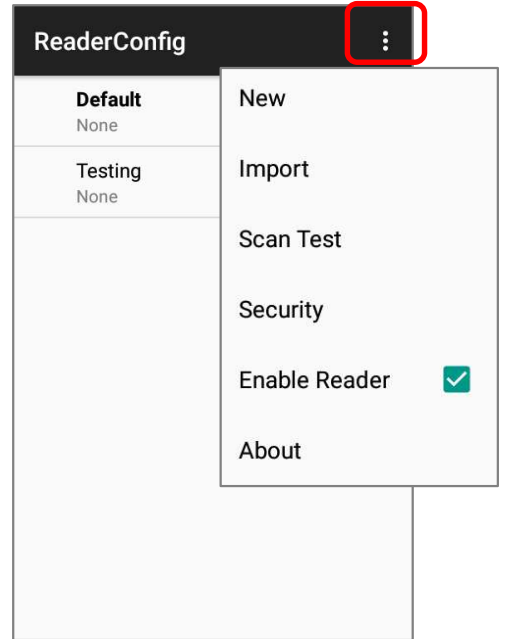 ReaderConfig
Default
None
Testing
None
New
Import
Scan Test
Security
Enable Reader
About